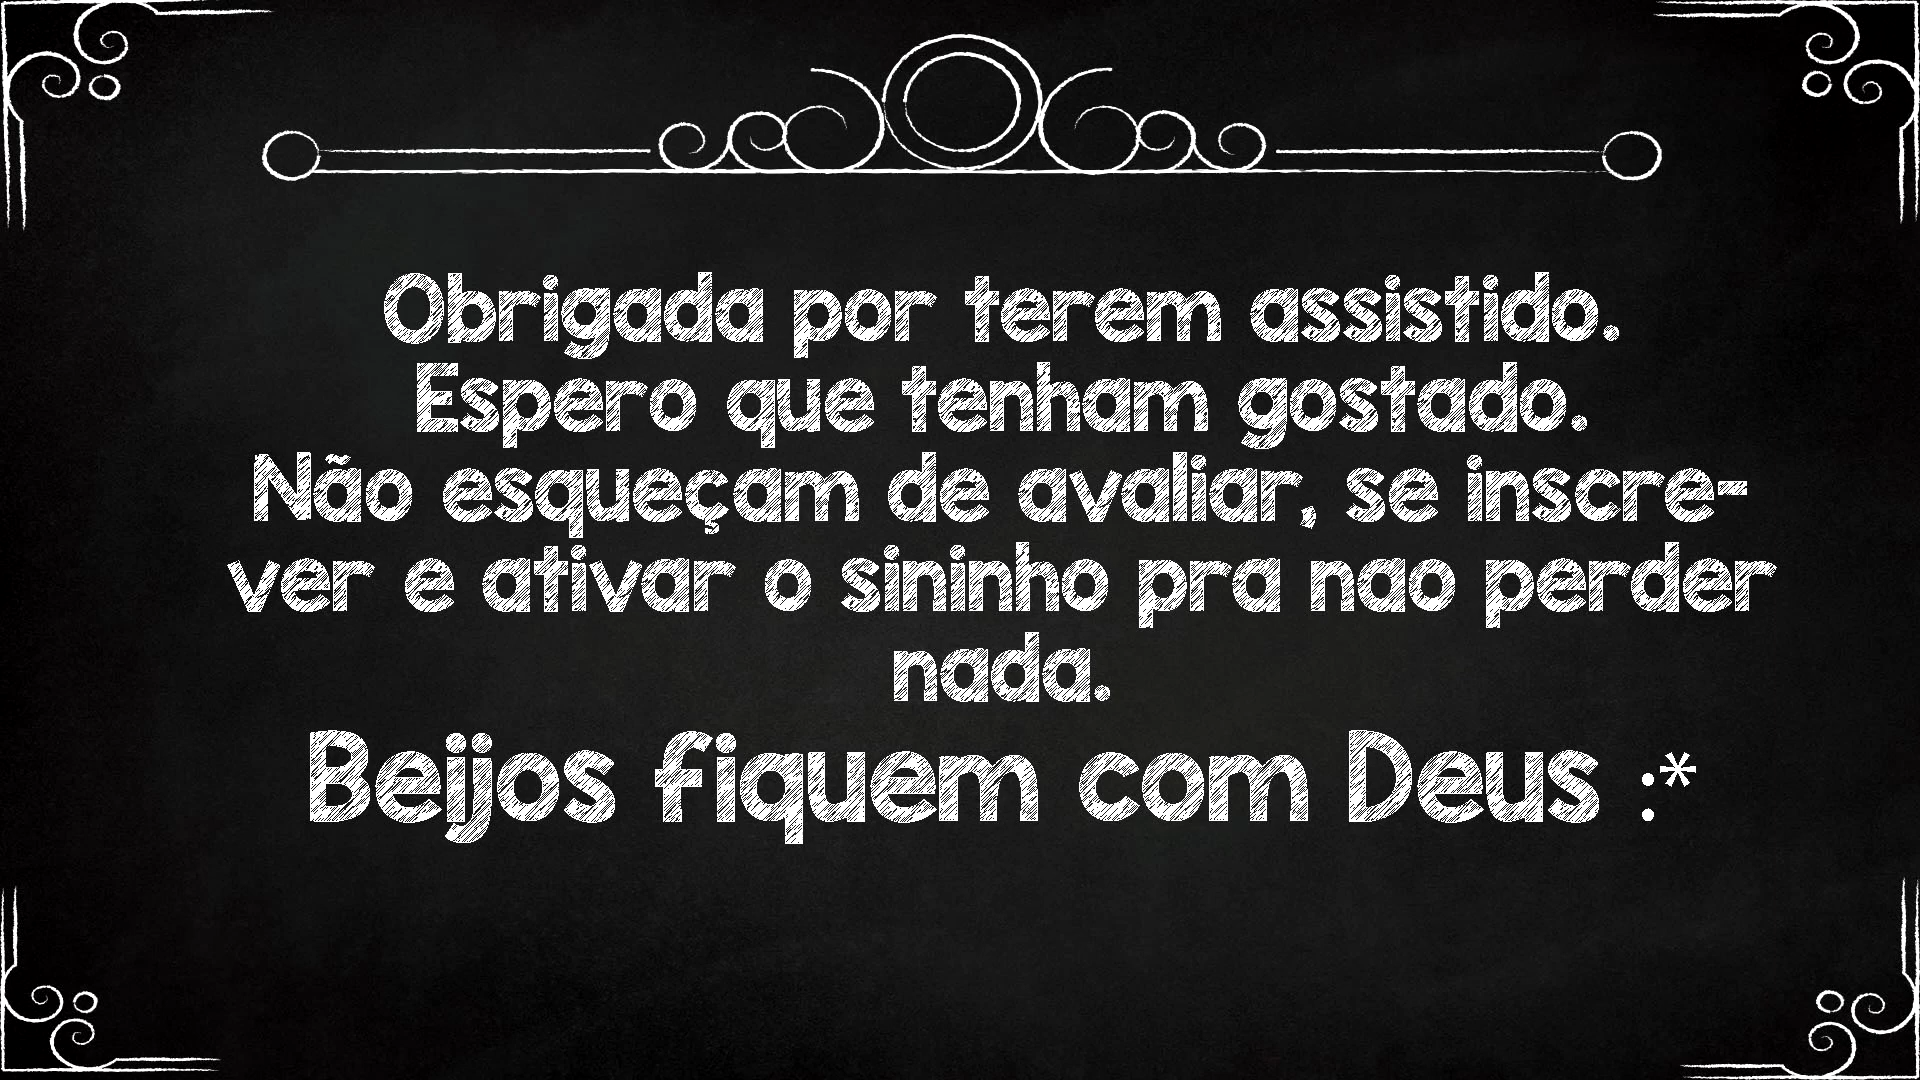 Obrigada por terem assistido.
Espero que tenham gostado.
Não esqueçam de avaliar, se inscre-
ver e ativar o sininho pra nao perder
nada.
Beijos fiquem com Deus :*